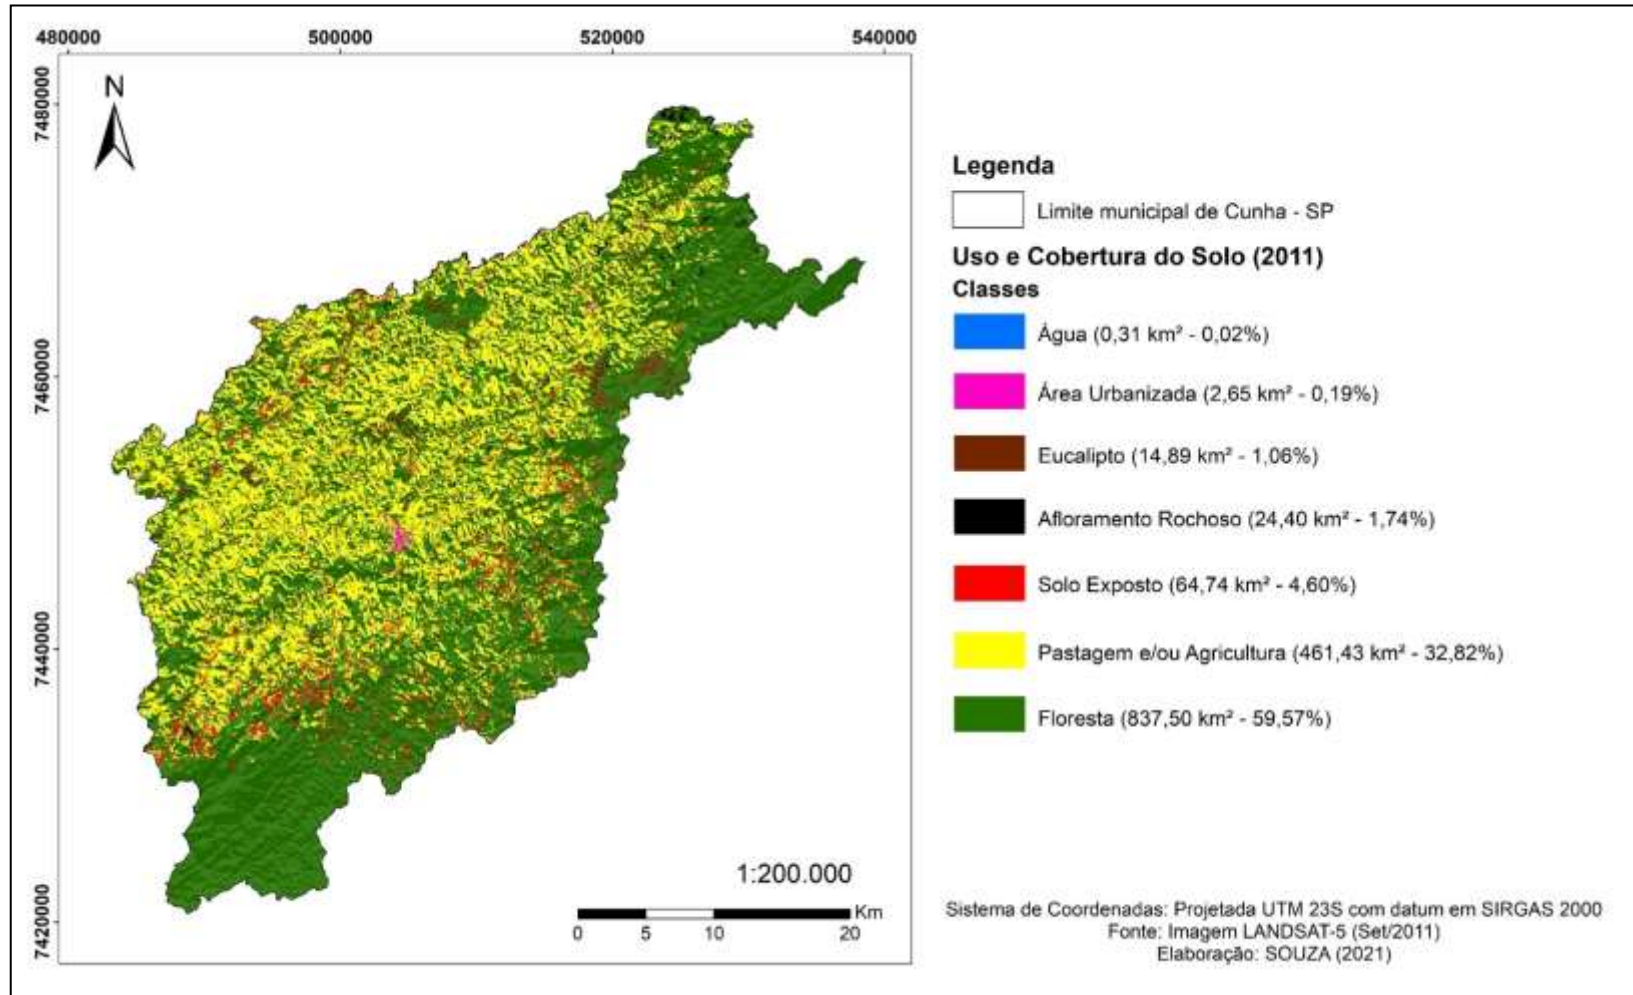 480000
500000
520000
540000
N
7480000
7460000
7440000
7420000
1:200.000
Km
0
5
10
20
Legenda
Limite municipal de Cunha - SP
Uso e Cobertura do Solo (2011)
Classes
Água (0,31 km² - 0,02%)
Área Urbanizada (2,65 km² - 0,19%)
Eucalipto (14,89 km² - 1,06%)
Afloramento Rochoso (24,40 km² - 1,74%)
Solo Exposto (64,74 km² - 4,60%)
Pastagem e/ou Agricultura (461,43 km² - 32,82%)
Floresta (837,50 km² - 59,57%)
Sistema de Coordenadas: Projetada UTM 23S com datum em SIRGAS 2000
Fonte: Imagem LANDSAT-5 (Set/2011)
Elaboração: SOUZA (2021)